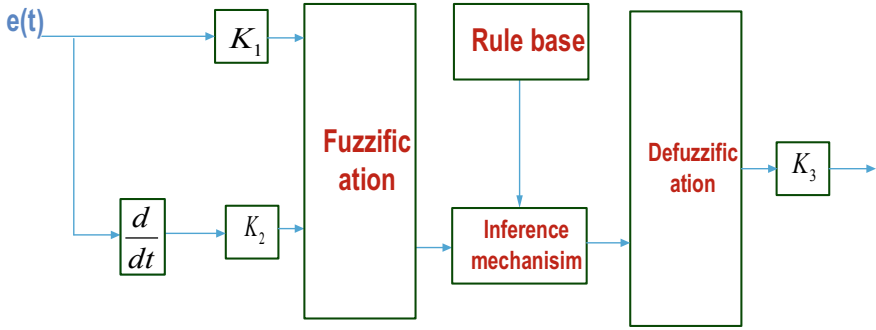 e(t)
K1
Rule base
Fuzzific
ation
Defuzzific
ation
K3
d
dt
K2
Inference
mechanisim